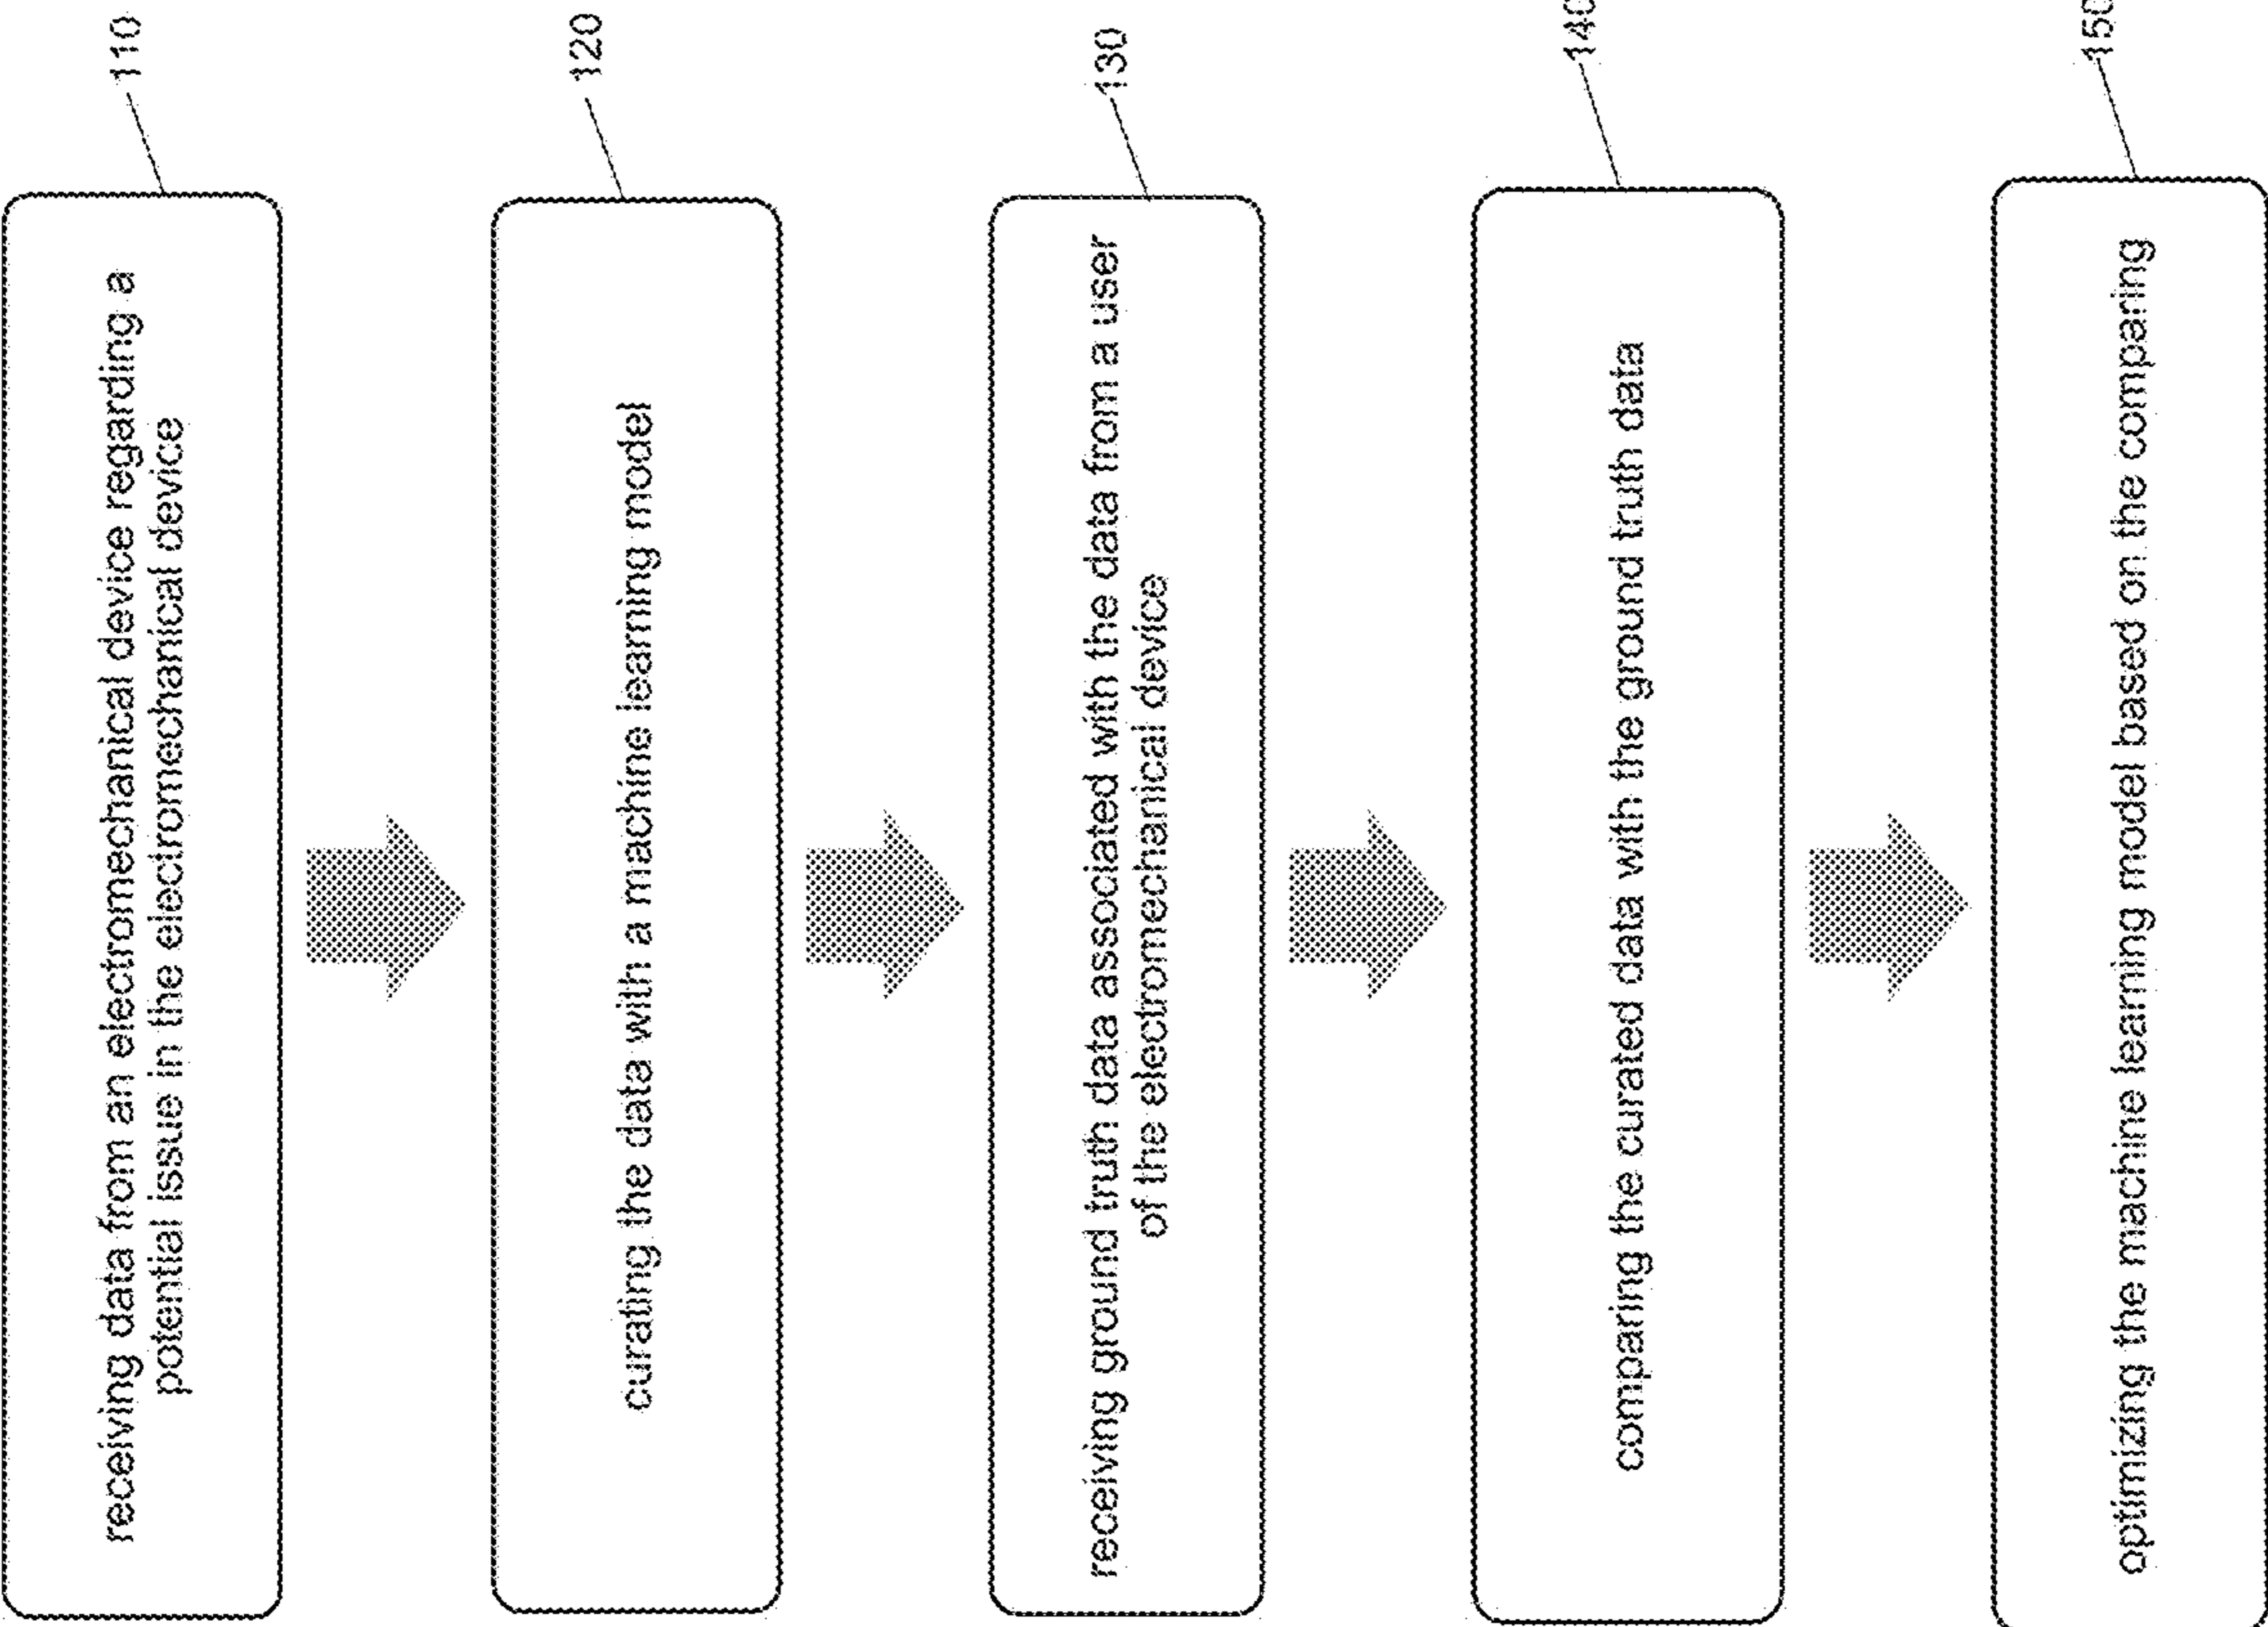 110
receiving data from an electromechanical device regarding a
potential issue in the electromechanical device
120
curating the data with a machine learning model
130
receiving ground truth data associated with the data from a user
of the electromechanical device
140
comparing the curated data with the ground truth data
150
optimizing the machine learning model based on the comparing